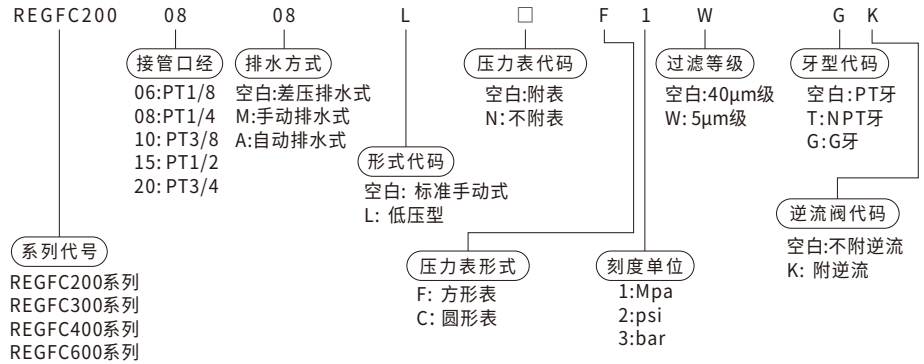 REGFC200 08 08 L □ F 1 W G K
接管口经
06:PT1/8
08:PT1/4
10: PT3/8
15: PT1/2
20: PT3/4
排水方式
空白:差压排水式
M:手动排水式
A:自动排水式
形式代码
空白: 标准手动式
L: 低压型
压力表代码
空白:附表
N:不附表
过滤等级
空白:40μm级
W: 5μm级
牙型代码
空白:PT牙
T:NPT牙
G:G牙
逆流阀代码
空白:不附逆流
K: 附逆流
系列代号
REGFC200系列
REGFC300系列
REGFC400系列
REGFC600系列
压力表形式
F: 方形表
C: 圆形表
刻度单位
1:Mpa
2:psi
3:bar